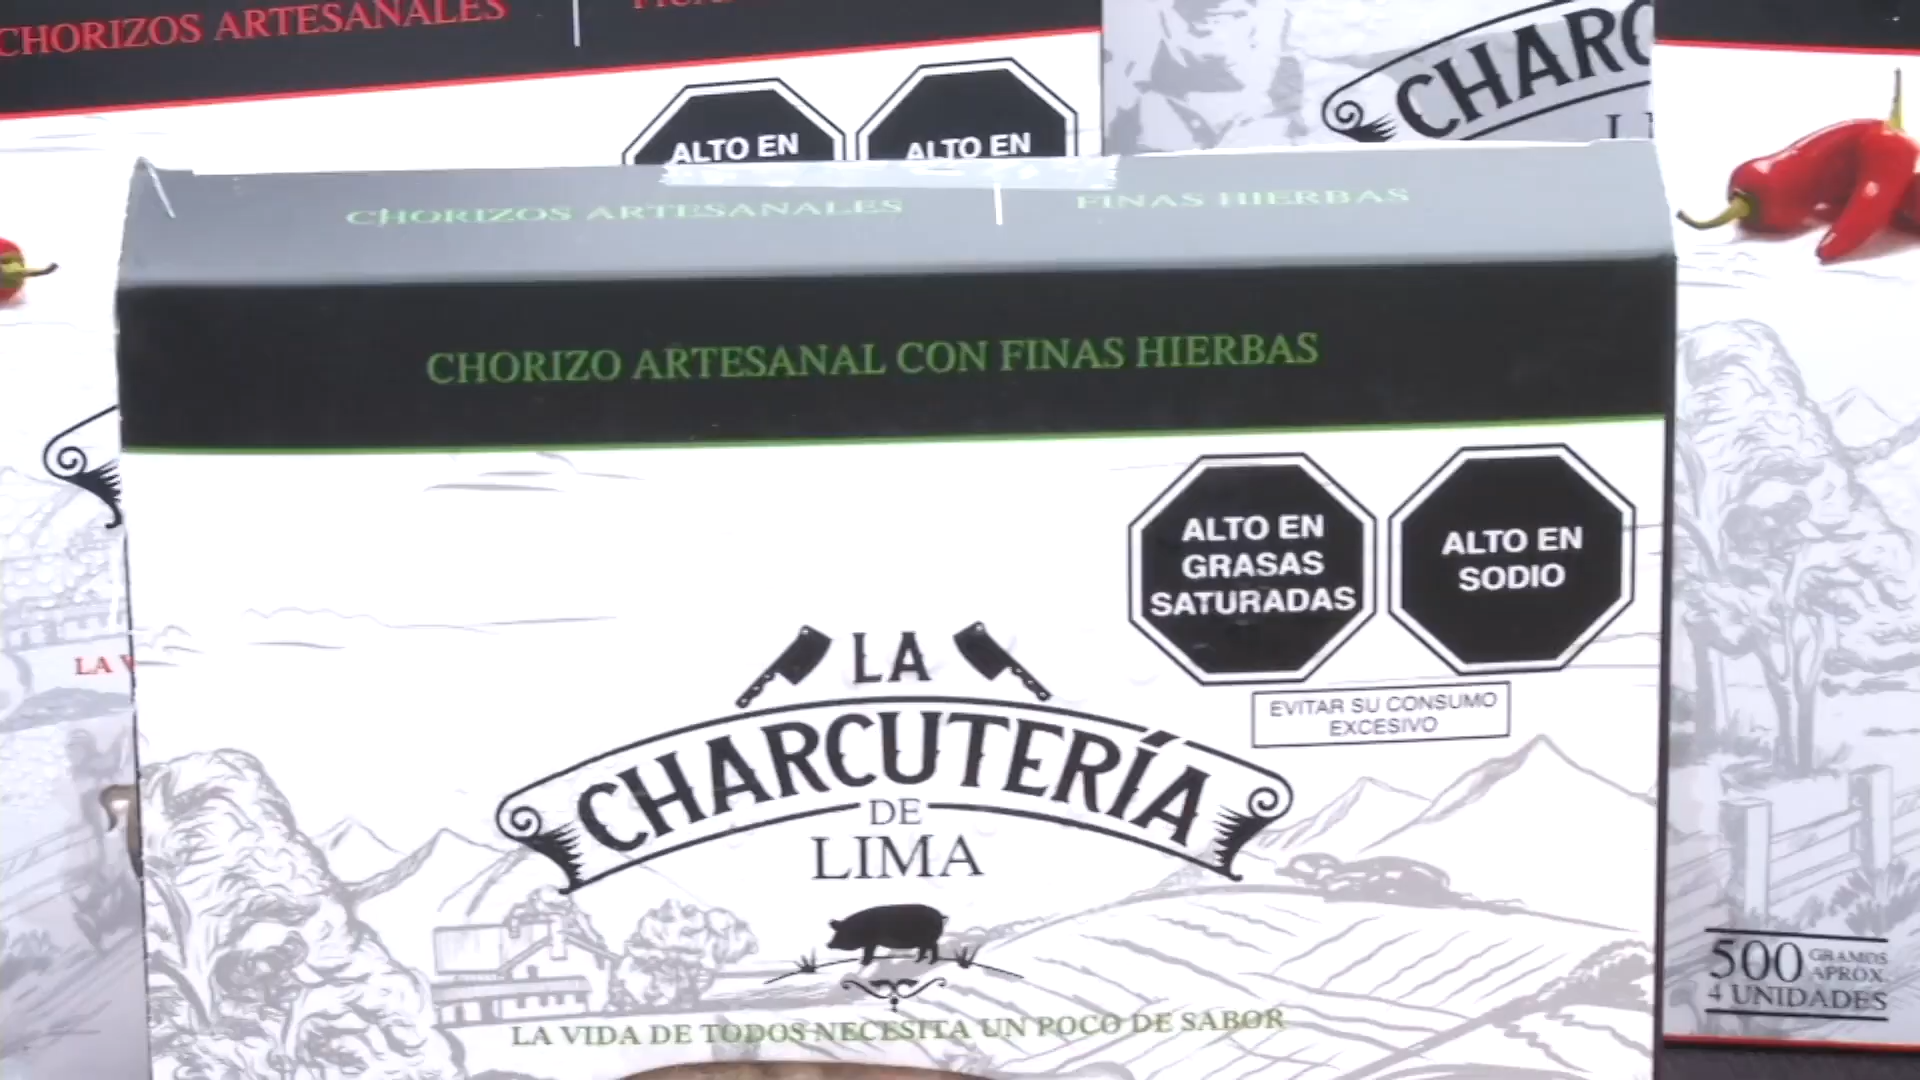 CHORIZOS ARTESANALES
ALTO EN
ALTO EN
CHORIZOS ARTESANALES | FINAS HIERBAS
CHORIZO ARTESANAL CON FINAS HIERBAS
ALTO EN
GRASAS
SATURADAS
ALTO EN
SODIO
EVITAR SU CONSUMO
EXCESIVO
LA
CHARCUTERÍA
DE
LIMA
LA VIDA DE TODOS NECESITA UN POCO DE SABOR
LA
500 GRAMOS
APROX.
4 UNIDADES